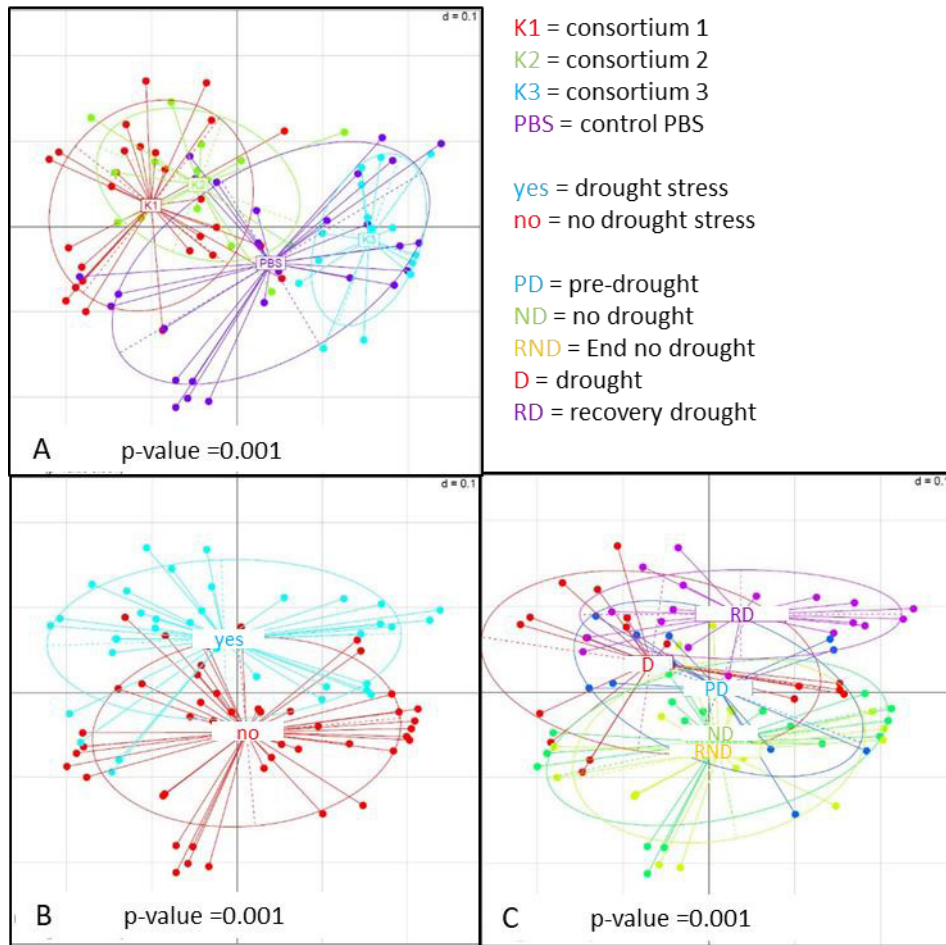 d = 0.1
K2
K1
K3
PBS
A
p-value =0.001
K1 = consortium 1
K2 = consortium 2
K3 = consortium 3
PBS = control PBS
yes = drought stress
no = no drought stress
PD = pre-drought
ND = no drought
RND = End no drought
D = drought
RD = recovery drought
d = 0.1
yes
no
B
p-value =0.001
d = 0.1
RD
D
PD
ND
RND
C
p-value =0.001